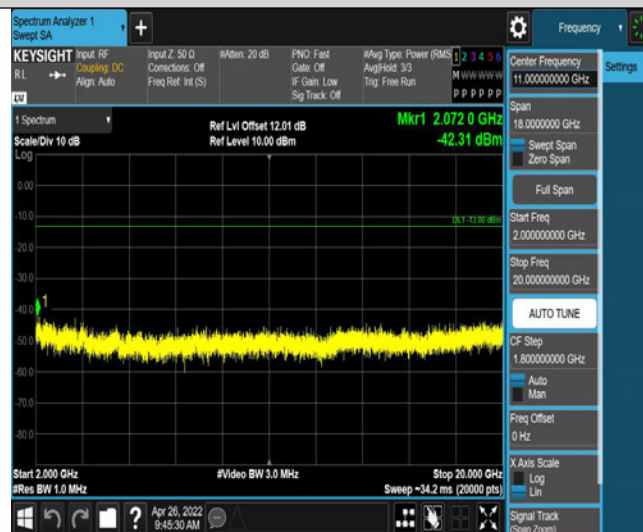 Spectrum Analyzer 1
Swept SA
Frequency
KEYSIGHT
RL
Input: RF
Coupling: DC
Align: Auto
Input Z: 50 Ω
Corrections: Off
Freq Ref: Int (S)
#Atten: 20 dB
PNO: Fast
Gate: Off
IF Gain: Low
Sig Track: Off
#Avg Type: Power (RMS
Avg|Hold: 3/3
Trig: Free Run
1 2 3 4 5 6
M W W W W W
P P P P P P
1 Spectrum
Scale/Div 10 dB
Log
Ref Lvl Offset 12.01 dB
Ref Level 10.00 dBm
Mkr1 2.072 0 GHz
-42.31 dBm
0.00
-10.0
DL1 -13.00 dBm
-20.0
-30.0
-40.0
1
-50.0
-60.0
-70.0
-80.0
Start 2.000 GHz
#Res BW 1.0 MHz
#Video BW 3.0 MHz
Stop 20.000 GHz
Sweep ~34.2 ms (20000 pts)
Apr 26, 2022
9:45:30 AM
Center Frequency
11.000000000 GHz
Settings
Span
18.0000000 GHz
Swept Span
Zero Span
Full Span
Start Freq
2.000000000 GHz
Stop Freq
20.000000000 GHz
AUTO TUNE
CF Step
1.800000000 GHz
Auto
Man
Freq Offset
0 Hz
X Axis Scale
Log
Lin
Signal Track
(Span Zoom)